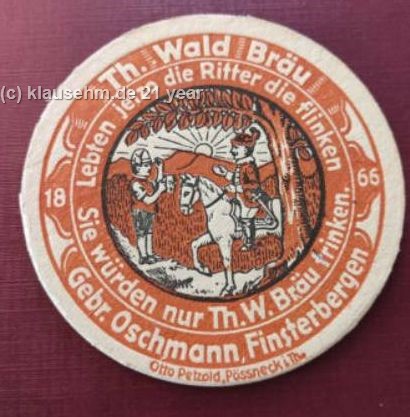 Th. Wald Bräu
(c) klausehm.de 21 year
Lebten jetzt die Ritter die flinken
18 66
Sie würden nur Th. W. Bräu trinken.
Gebr. Oschmann, Finsterbergen
Otto Petzold, Pössneck i. Th.